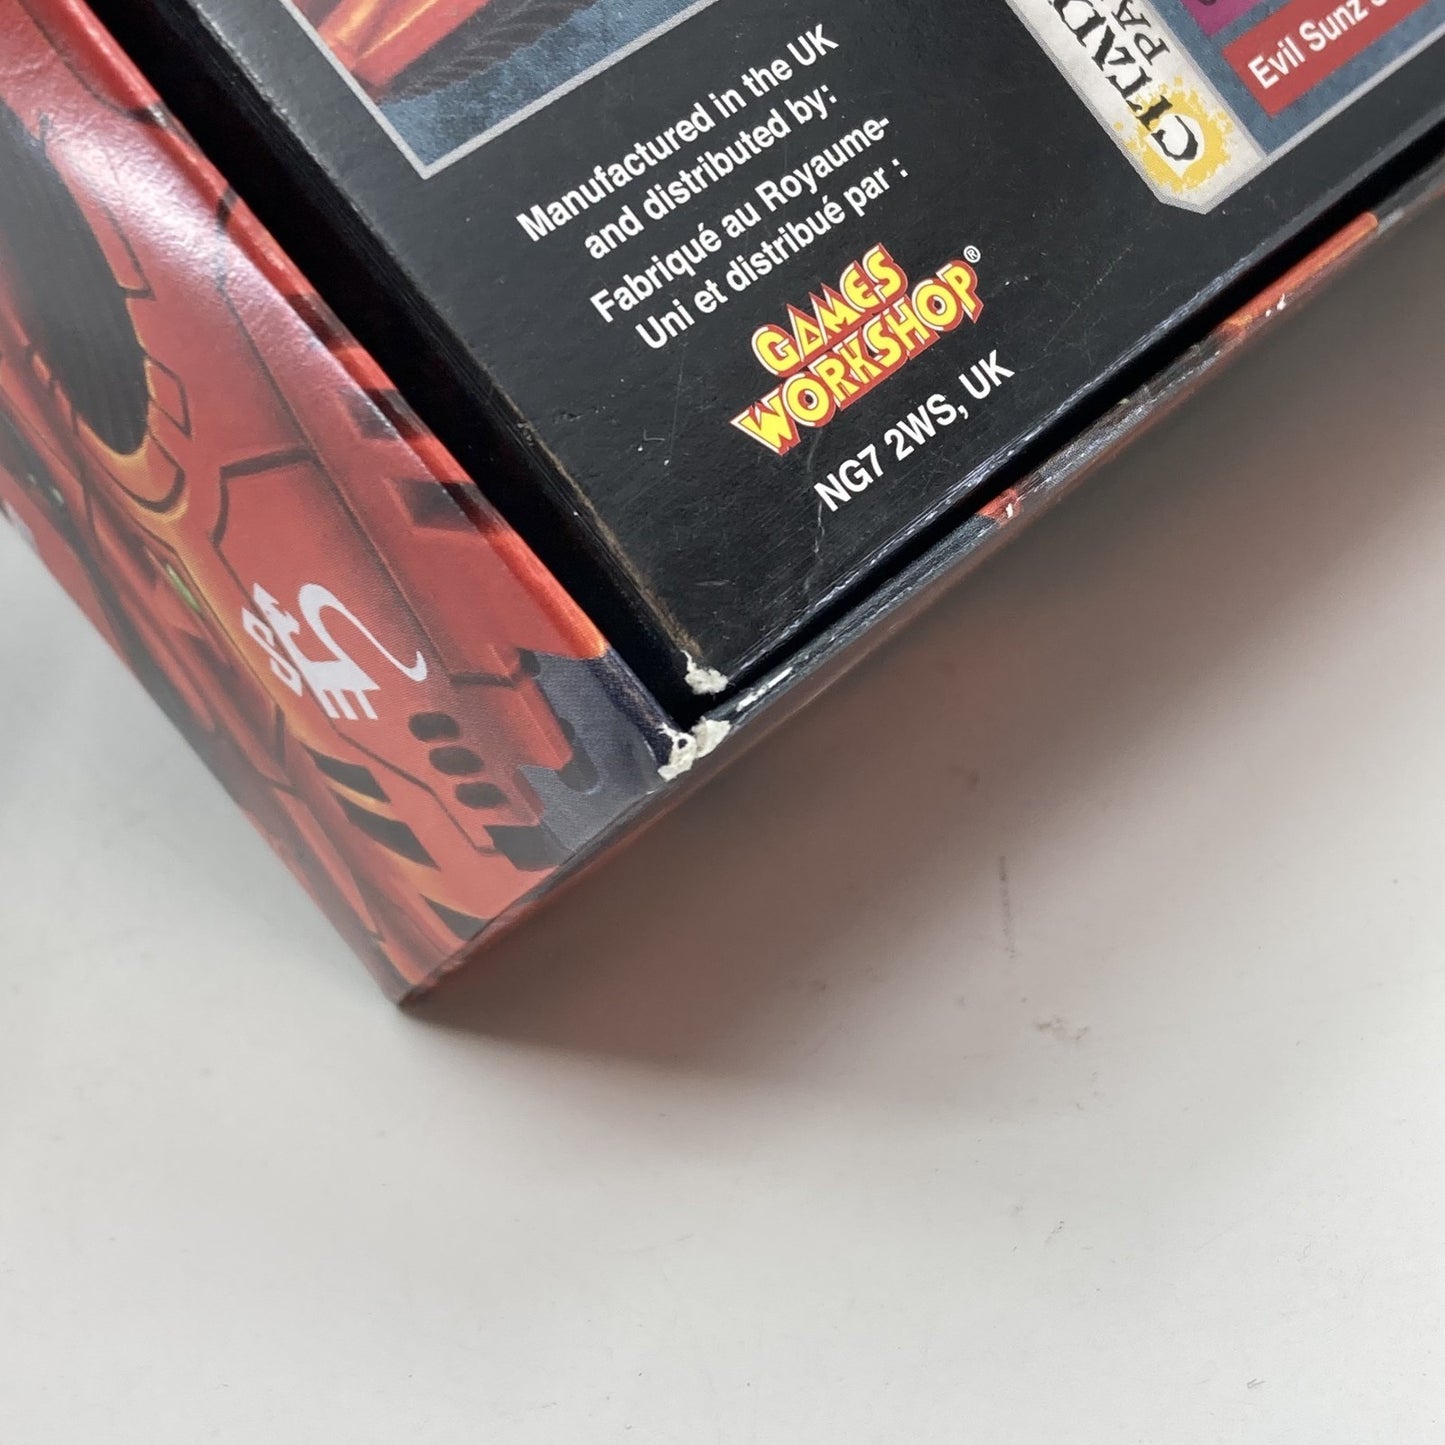 Manufactured in the UK
and distributed by:
Fabriqué au Royaume-
Uni et distribué par :
GAMES
WORKSHOP®
NG7 2WS, UK
Evil Sunz